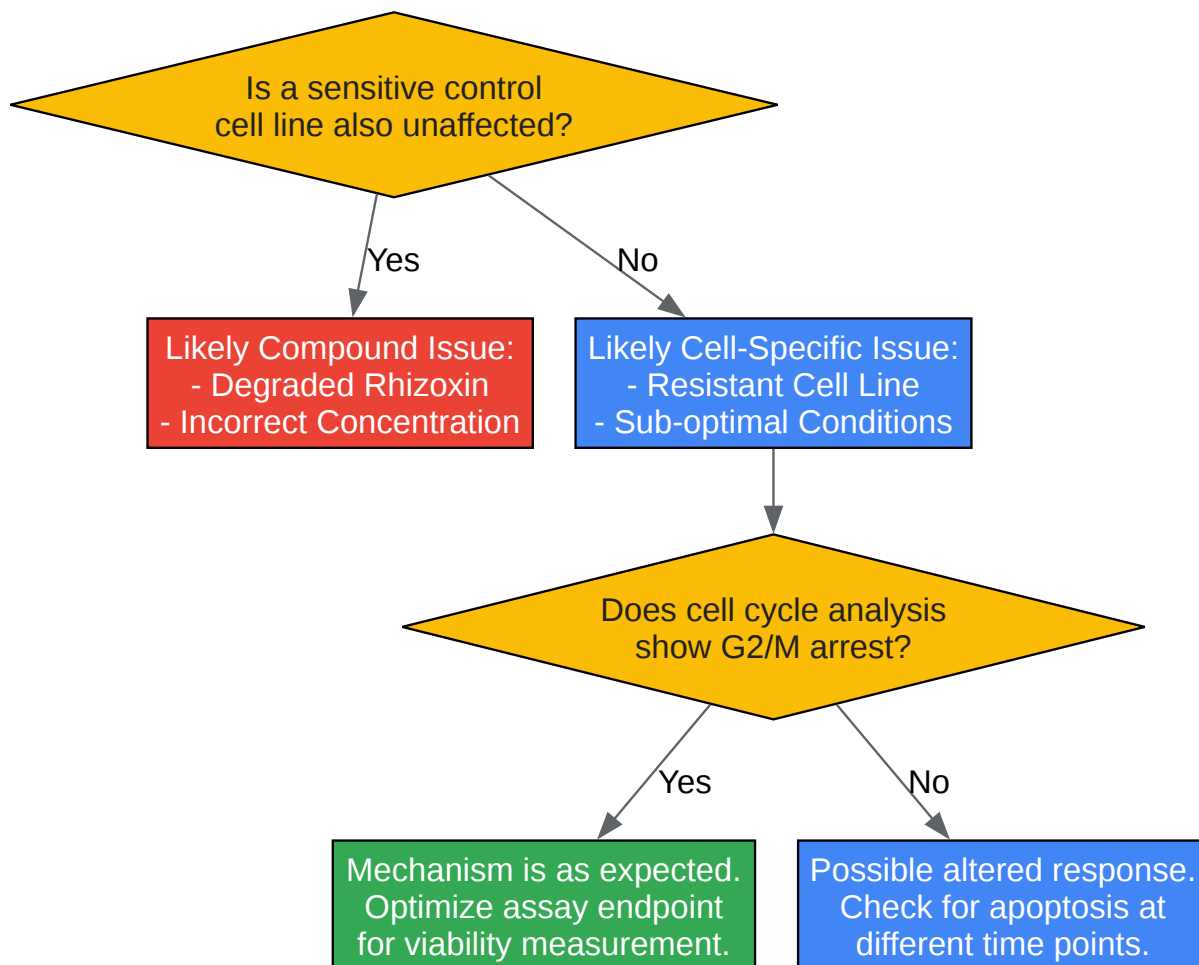 Is a sensitive control
cell line also unaffected?
Yes
No
Likely Compound Issue:
- Degraded Rhizoxin
- Incorrect Concentration
Likely Cell-Specific Issue:
- Resistant Cell Line
- Sub-optimal Conditions
Does cell cycle analysis
show G2/M arrest?
Yes
No
Mechanism is as expected.
Optimize assay endpoint
for viability measurement.
Possible altered response.
Check for apoptosis at
different time points.